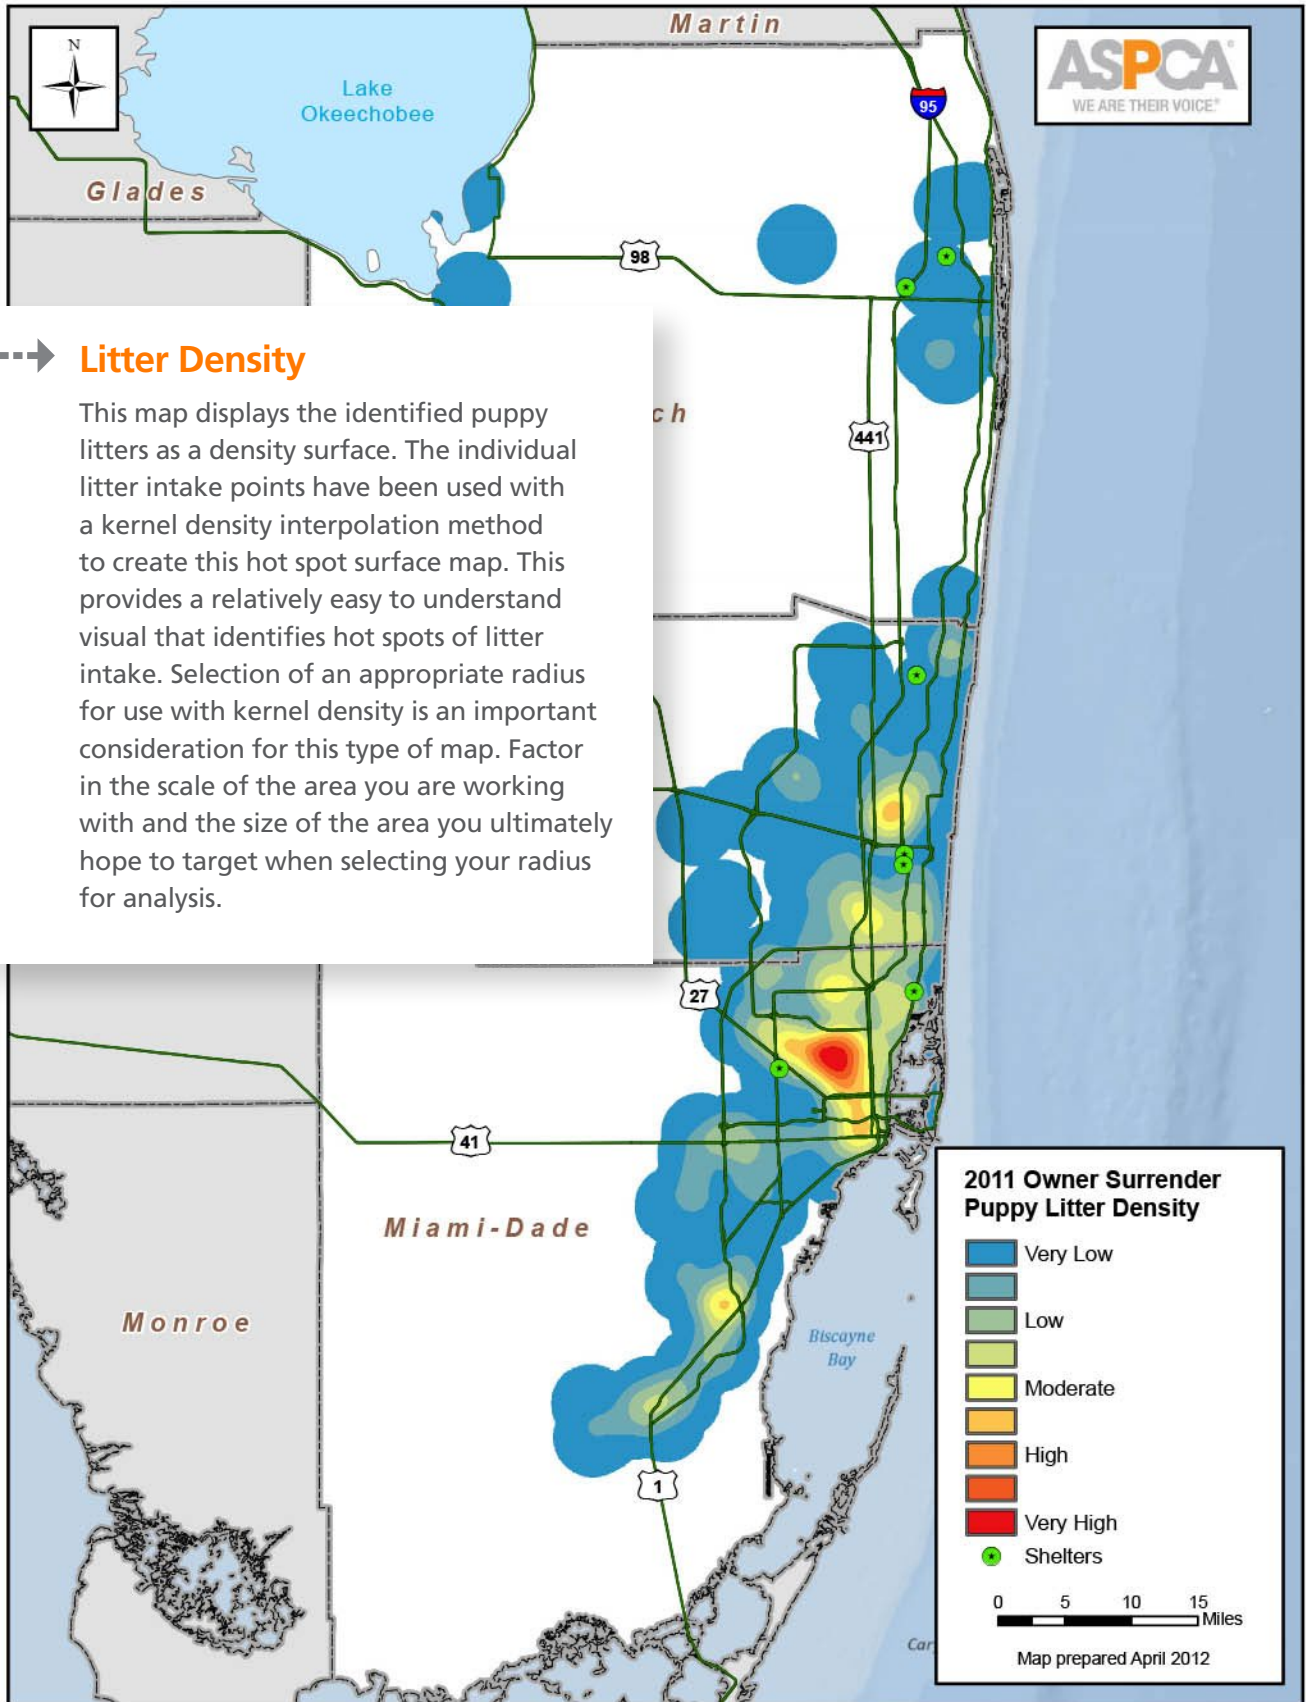 Martin
N
Lake
Okeechobee
95
ASPCA®
WE ARE THEIR VOICE®
Glades
98
Litter Density
This map displays the identified puppy
litters as a density surface. The individual
litter intake points have been used with
a kernel density interpolation method
to create this hot spot surface map. This
provides a relatively easy to understand
visual that identifies hot spots of litter
intake. Selection of an appropriate radius
for use with kernel density is an important
consideration for this type of map. Factor
in the scale of the area you are working
with and the size of the area you ultimately
hope to target when selecting your radius
for analysis.
ch
441
27
41
Miami-Dade
Monroe
Biscayne
Bay
1
Car
2011 Owner Surrender
Puppy Litter Density
Very Low
Low
Moderate
High
Very High
Shelters
0 5 10 15
Miles
Map prepared April 2012